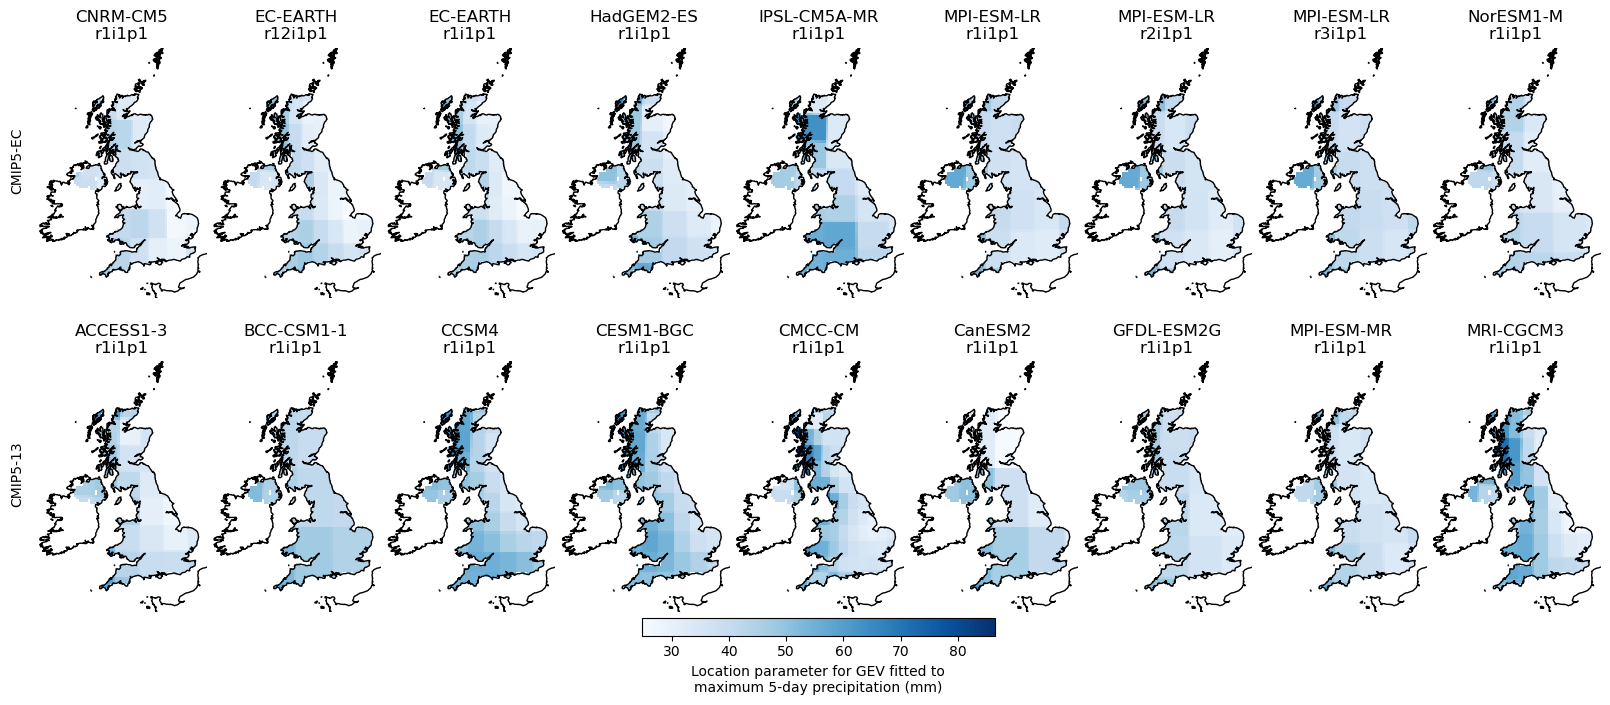 CNRM-CM5 EC-EARTH EC-EARTH HadGEM2-ES IPSL-CM5A-MR MPI-ESM-LR MPI-ESM-LR MPI-ESM-LR NorESM1-M
r1i1p1 r12i1p1 r1i1p1 r1i1p1 r1i1p1 r1i1p1 r2i1p1 r3i1p1 r1i1p1
CMIP5-EC
ACCESS1-3 BCC-CSM1-1 CCSM4 CESM1-BGC CMCC-CM CanESM2 GFDL-ESM2G MPI-ESM-MR MRI-CGCM3
r1i1p1 r1i1p1 r1i1p1 r1i1p1 r1i1p1 r1i1p1 r1i1p1 r1i1p1 r1i1p1
CMIP5-13
30 40 50 60 70 80
Location parameter for GEV fitted to
maximum 5-day precipitation (mm)